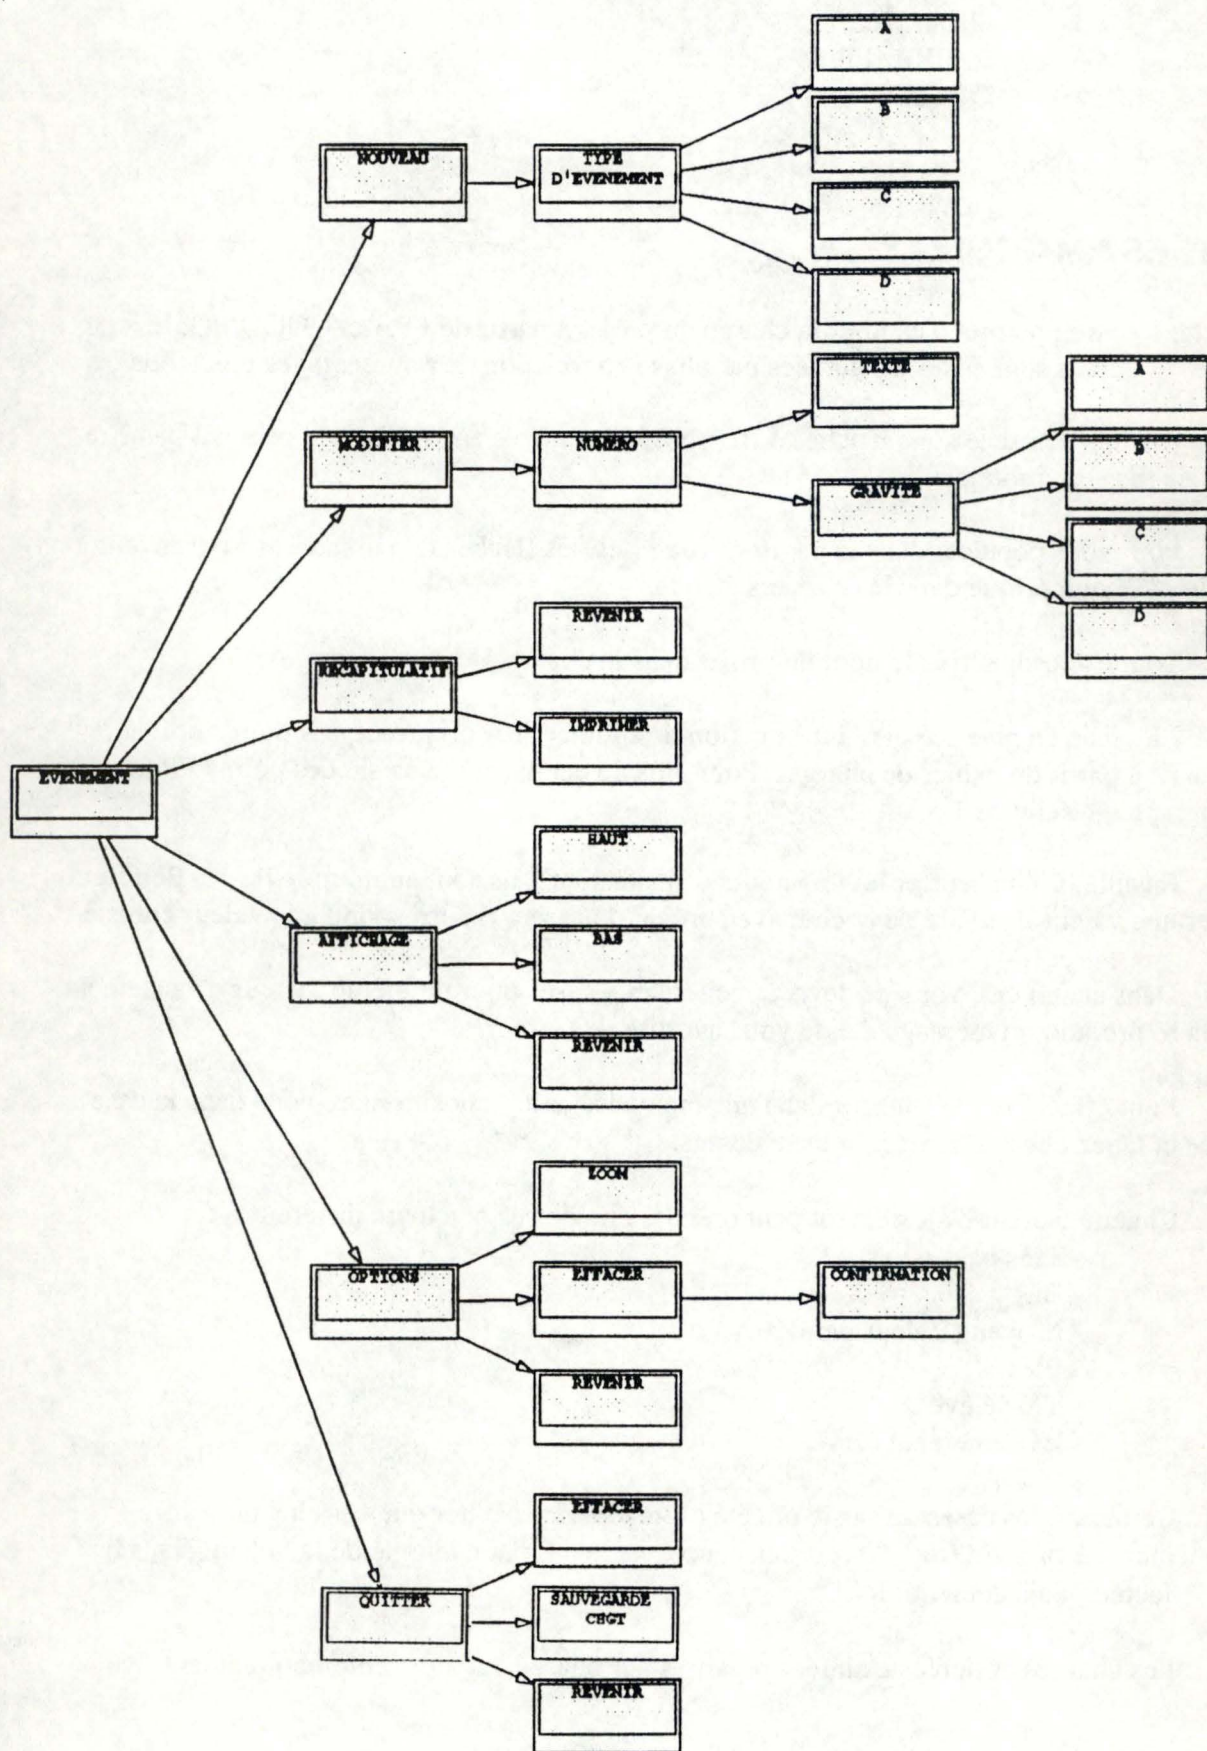 A
B
NOUVEAU
TYPE
D'EVENEMENT
C
D
TEXTE
A
MODIFIER
NUMERO
B
GRAVITE
C
D
REVENIR
RECAPITULATIF
IMPRIMER
EVENEMENT
HAUT
AFFICHAGE
BAS
REVENIR
ZOOM
OPTIONS
EFFACER
CONFIRMATION
REVENIR
EFFACER
QUITTER
SAUVEGARDE
CHGT
REVENIR